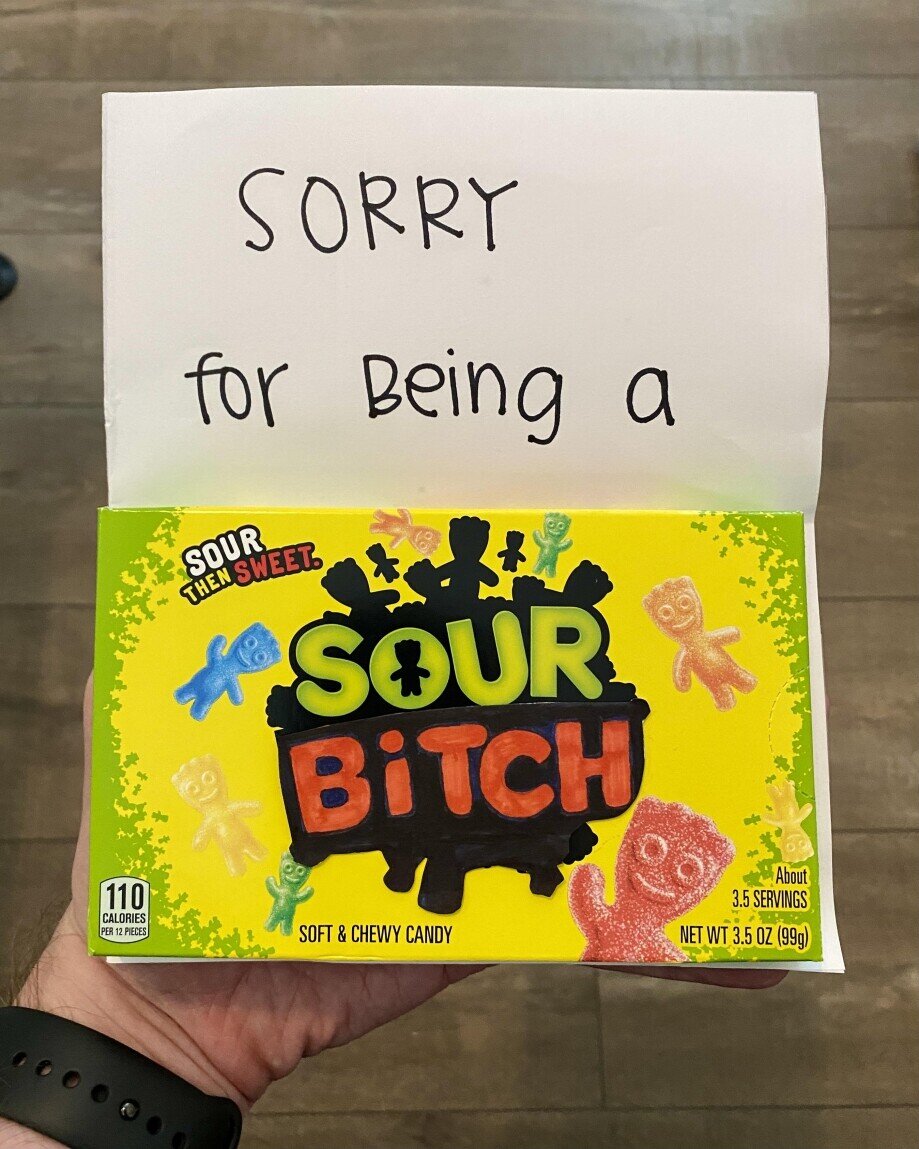 SORRY
for Being a
SOUR
THEN SWEET.
SOUR
BiTCH
110
CALORIES
PER 12 PIECES
SOFT & CHEWY CANDY
About
3.5 SERVINGS
NET WT 3.5 OZ (99g)